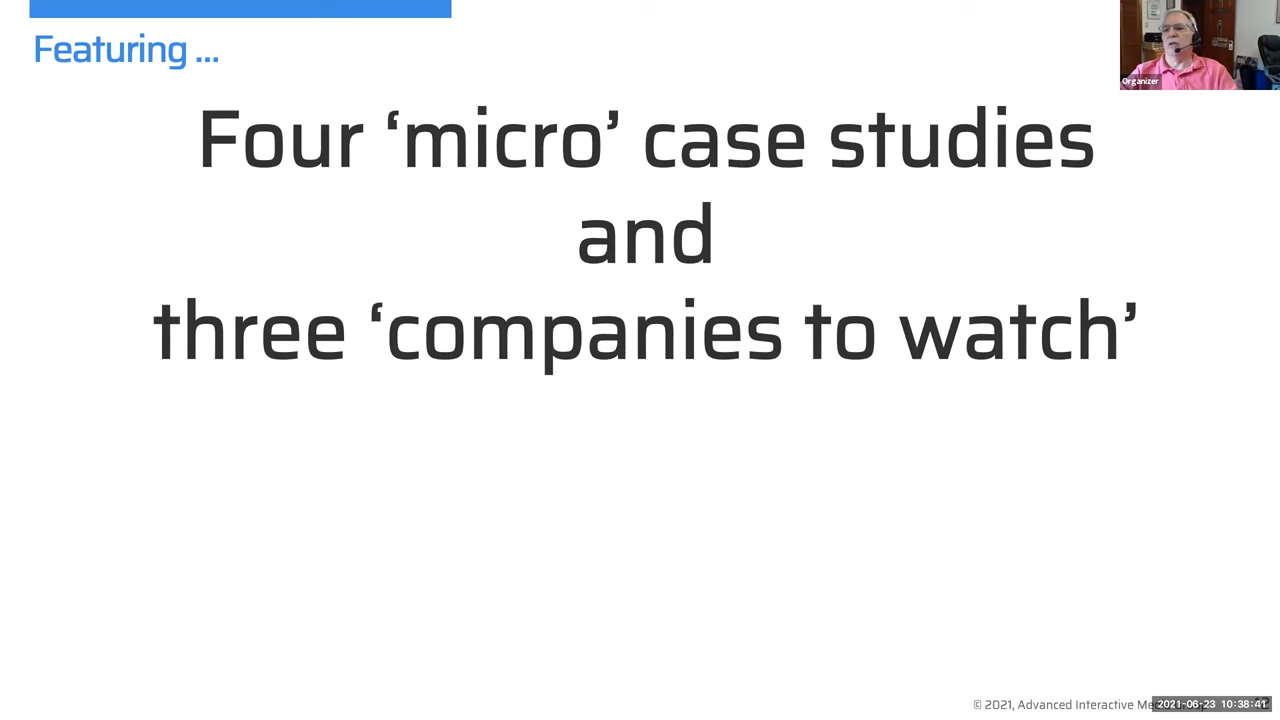 Featuring ...
Organizer
Four ‘micro’ case studies
and
three ‘companies to watch’
© 2021, Advanced Interactive
2021-06-23 10:38:41